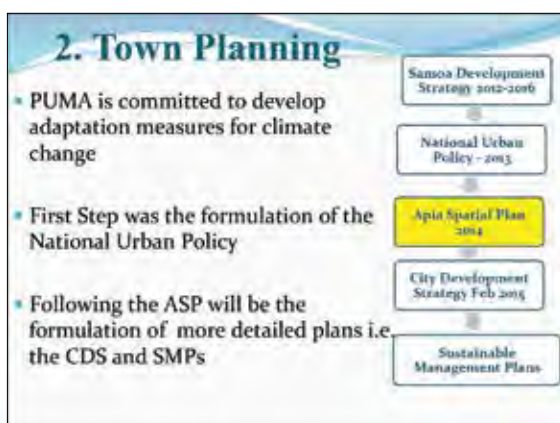 2. Town Planning
PUMA is committed to develop
adaptation measures for climate
change
First Step was the formulation of the
National Urban Policy
Following the ASP will be the
formulation of more detailed plans i.e.
the CDS and SMPs
Samoa Development
Strategy 2012-2016
National Urban
Policy - 2013
Apia Spatial Plan
2014
City Development
Strategy Feb 2015
Sustainable
Management Plans